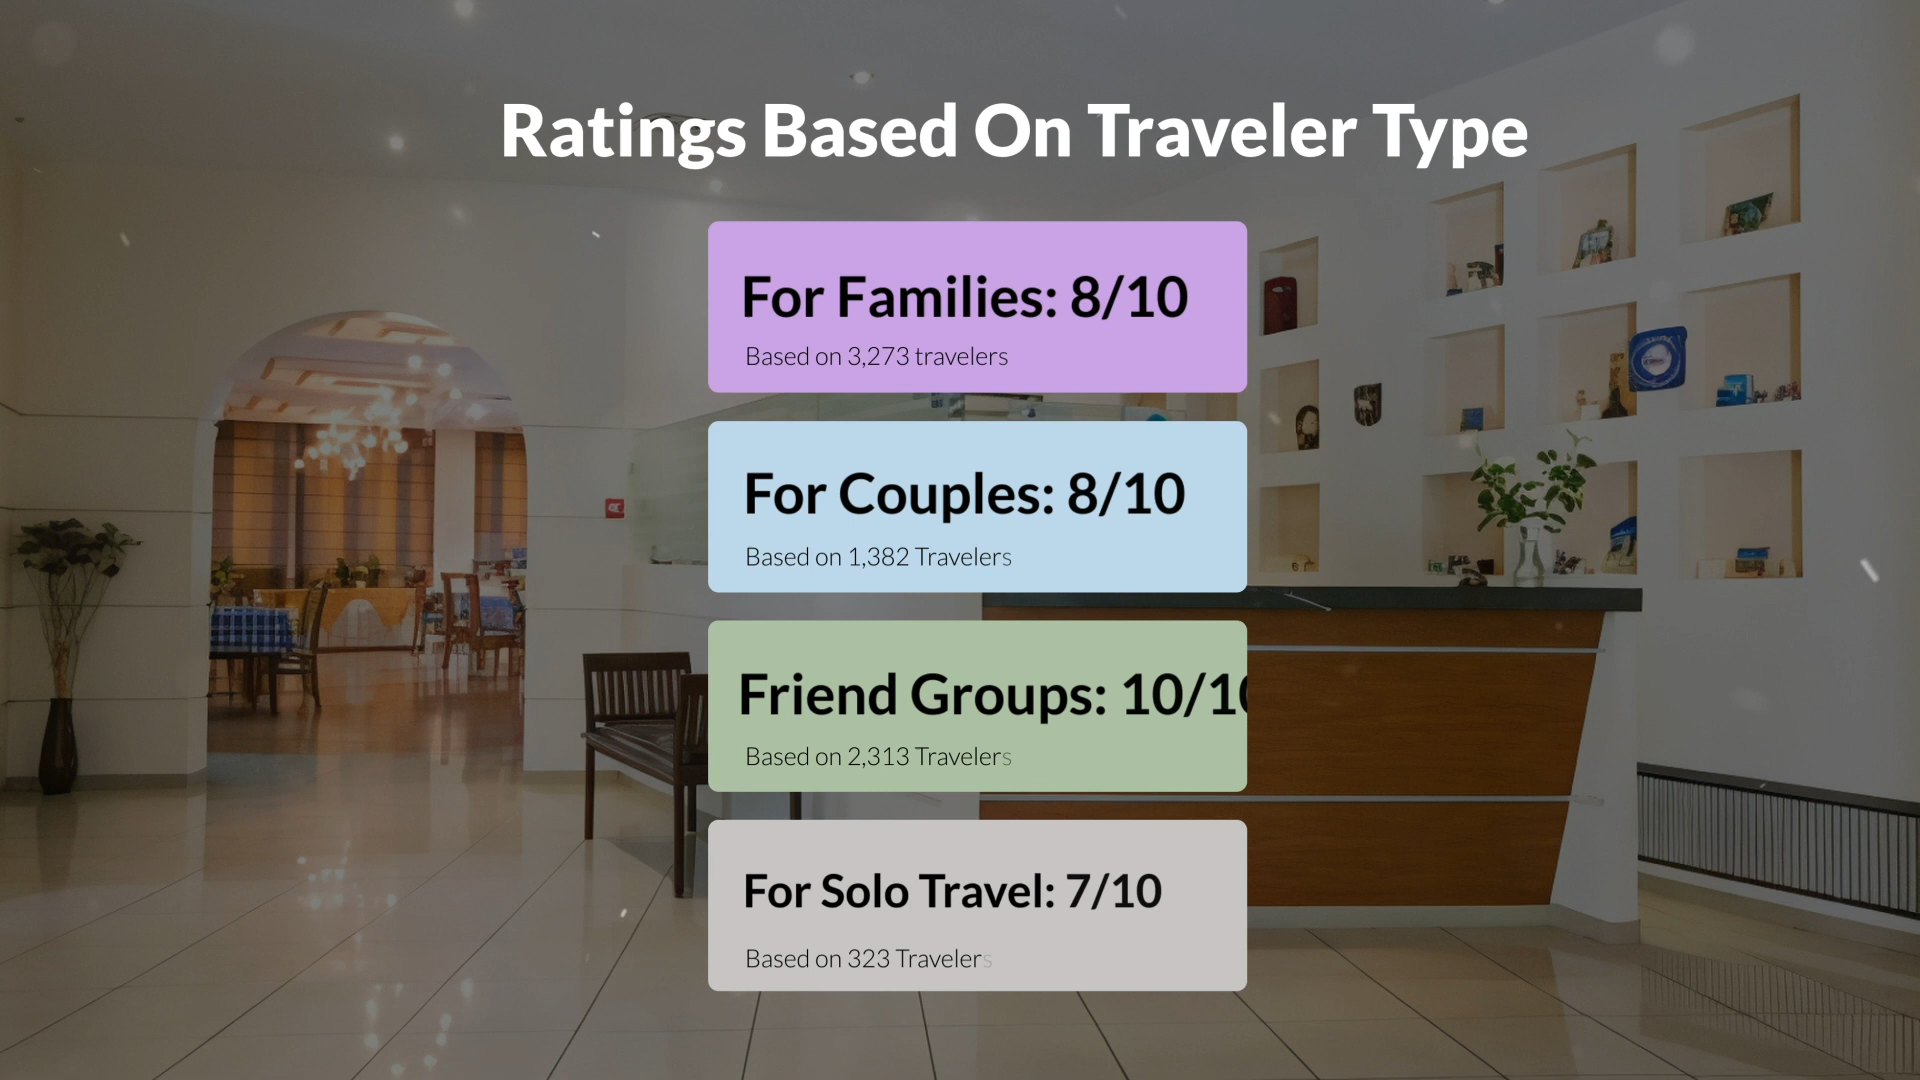 Ratings Based On Traveler Type
For Families: 8/10
Based on 3,273 travelers
For Couples: 8/10
Based on 1,382 Travelers
Friend Groups: 10/10
Based on 2,313 Travelers
For Solo Travel: 7/10
Based on 323 Travelers